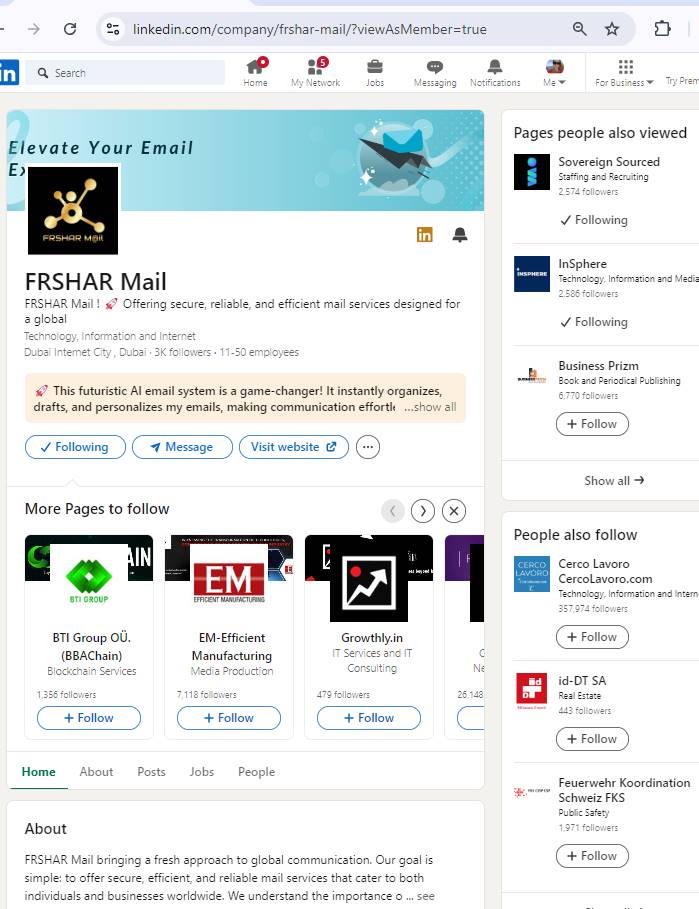 linkedin.com/company/frshar-mail/?viewAsMember=true
in
Search
Home
5
My Network
Jobs
Messaging
Notifications
Me
For Business
Try Prem
Elevate Your Email
Ex
FRSHAR M@il
in
FRSHAR Mail
FRSHAR Mail ! 🚀 Offering secure, reliable, and efficient mail services designed for
a global
Technology, Information and Internet
Dubai Internet City , Dubai · 3K followers · 11-50 employees
🚀 This futuristic AI email system is a game-changer! It instantly organizes,
drafts, and personalizes my emails, making communication effortle ...show all
Following
Message
Visit website
More Pages to follow
AIN
BTI GROUP
BTI Group OÜ.
(BBAChain)
Blockchain Services
1,356 followers
+ Follow
EM
EFFICIENT MANUFACTURING
EM-Efficient
Manufacturing
Media Production
7,118 followers
+ Follow
Growthly.in
IT Services and IT
Consulting
479 followers
+ Follow
C
Ne
26,148
Home
About
Posts
Jobs
People
About
FRSHAR Mail bringing a fresh approach to global communication. Our goal is
simple: to offer secure, efficient, and reliable mail services that cater to both
individuals and businesses worldwide. We understand the importance o ... see
Pages people also viewed
Sovereign Sourced
Staffing and Recruiting
2,574 followers
Following
INSPHERE
InSphere
Technology, Information and Media
2,586 followers
Following
Business Prizm
Book and Periodical Publishing
6,770 followers
+ Follow
Show all →
People also follow
CERCO
LAVORO
Cerco Lavoro
CercoLavoro.com
Technology, Information and Intern
357,974 followers
+ Follow
id
id-DT SA
Real Estate
443 followers
+ Follow
Feuerwehr Koordination
Schweiz FKS
Public Safety
1,971 followers
+ Follow